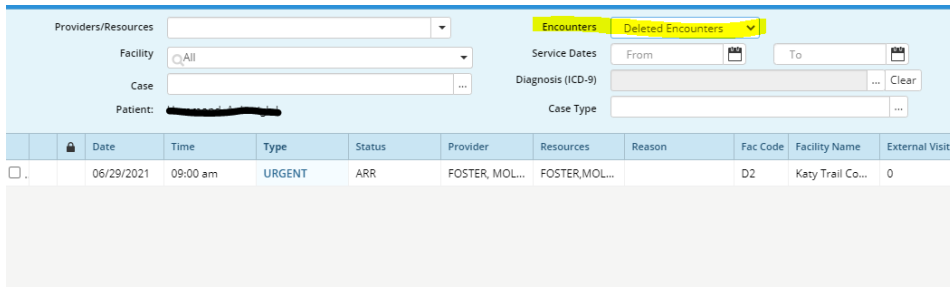 Providers/Resources Encounters Deleted Encounters
Facility All Service Dates From To
Case ... Diagnosis (ICD-9) ... Clear
Patient: Case Type ...
Date Time Type Status Provider Resources Reason Fac Code Facility Name External Visit
06/29/2021 09:00 am URGENT ARR FOSTER, MOL... FOSTER,MOL... D2 Katy Trail Co... 0